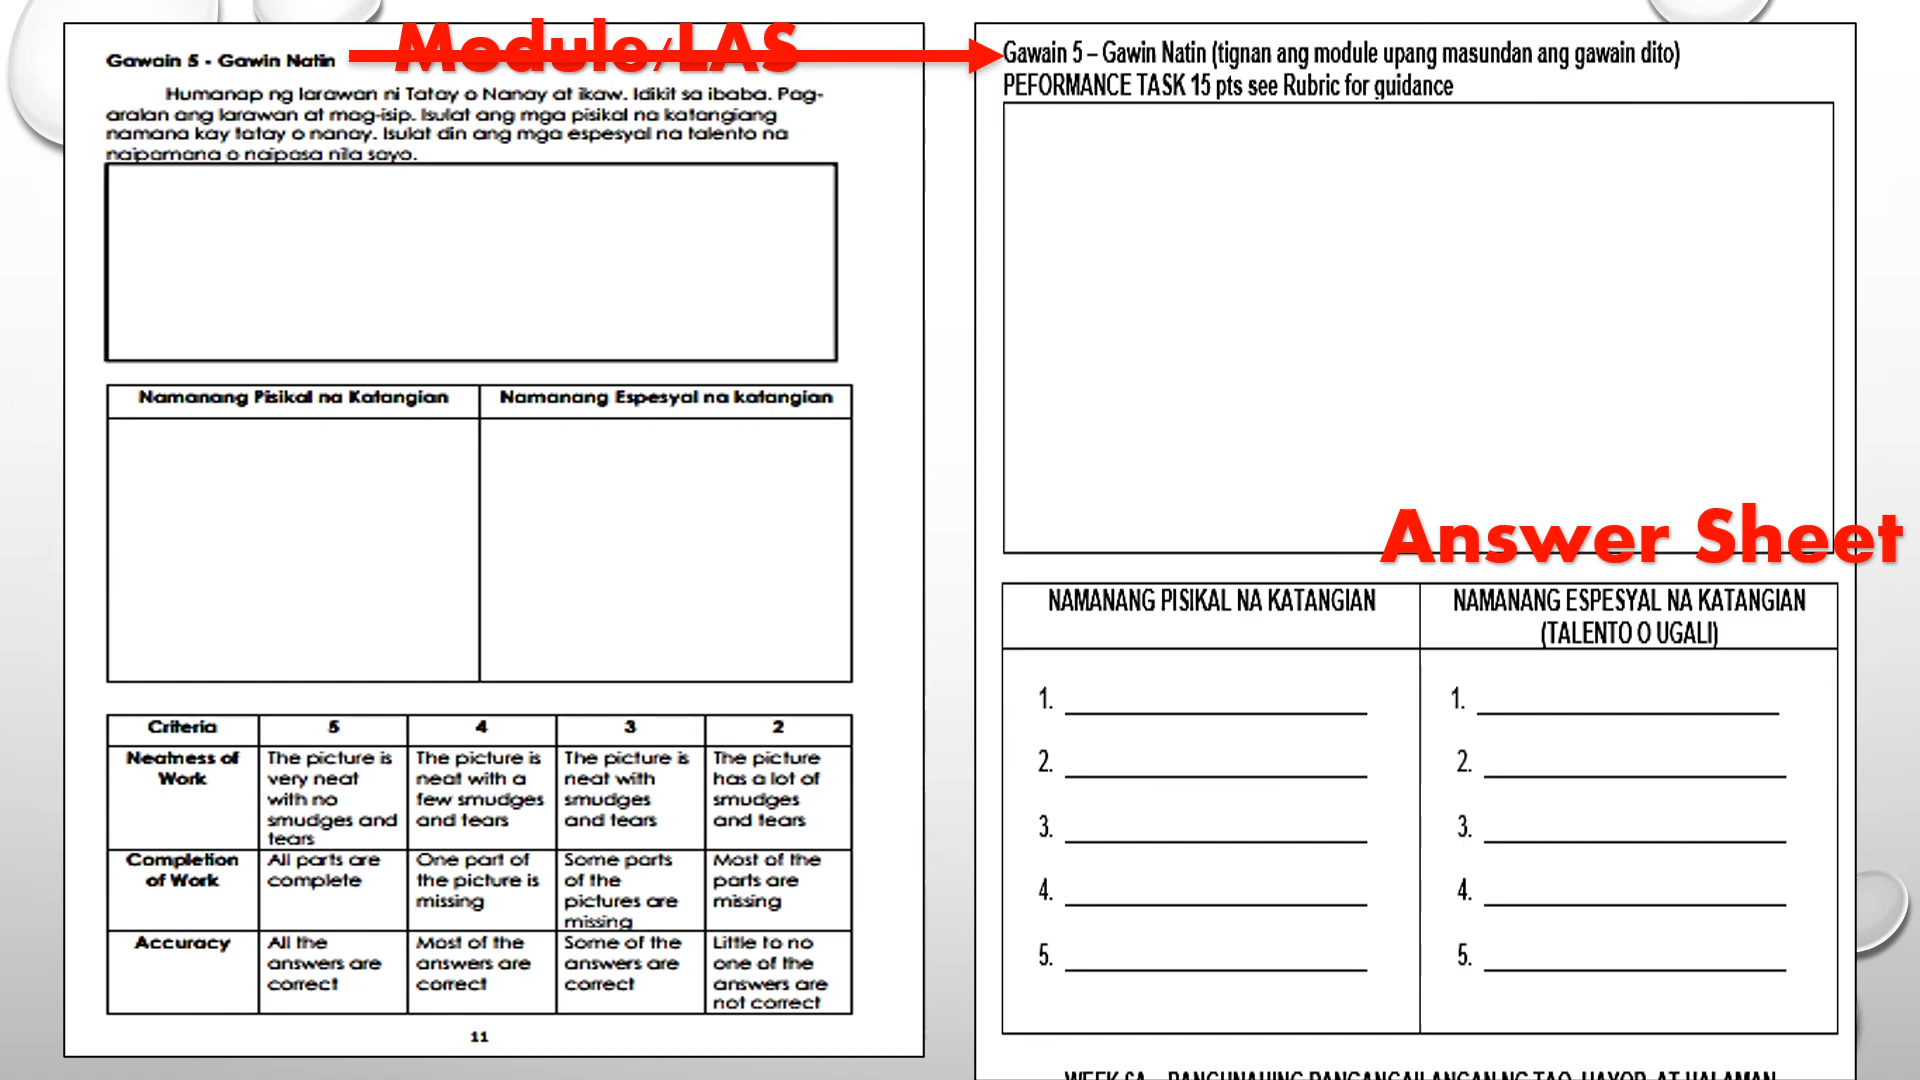 Module/LAS
Gawain 5 - Gawin Natin
Humanap ng larawan ni Tatay o Nanay at ikaw. Idikit sa ibaba. Pag-
aralan ang larawan at mag-isip. Isulat ang mga pisikal na katangiang
namana kay tatay o nanay. Isulat din ang mga espesyal na talento na
naipamana o naipasa nila sayo.
Namanang Pisikal na Katangian
Namanang Espesyal na katangian
Criteria 5 4 3 2
Neatness of
Work
The picture is
very neat
with no
smudges and
tears
The picture is
neat with a
few smudges
and tears
The picture is
neat with
smudges
and tears
The picture
has a lot of
smudges
and tears
Completion
of Work
All parts are
complete
One part of
the picture is
missing
Some parts
of the
pictures are
missing
Most of the
parts are
missing
Accuracy
All the
answers are
correct
Most of the
answers are
correct
Some of the
answers are
correct
Little to no
one of the
answers are
not correct
11
Gawain 5 – Gawin Natin (tignan ang module upang masundan ang gawain dito)
PEFORMANCE TASK 15 pts see Rubric for guidance
Answer Sheet
NAMANANG PISIKAL NA KATANGIAN
NAMANANG ESPESYAL NA KATANGIAN
(TALENTO O UGALI)
1.
2.
3.
4.
5.
1.
2.
3.
4.
5.